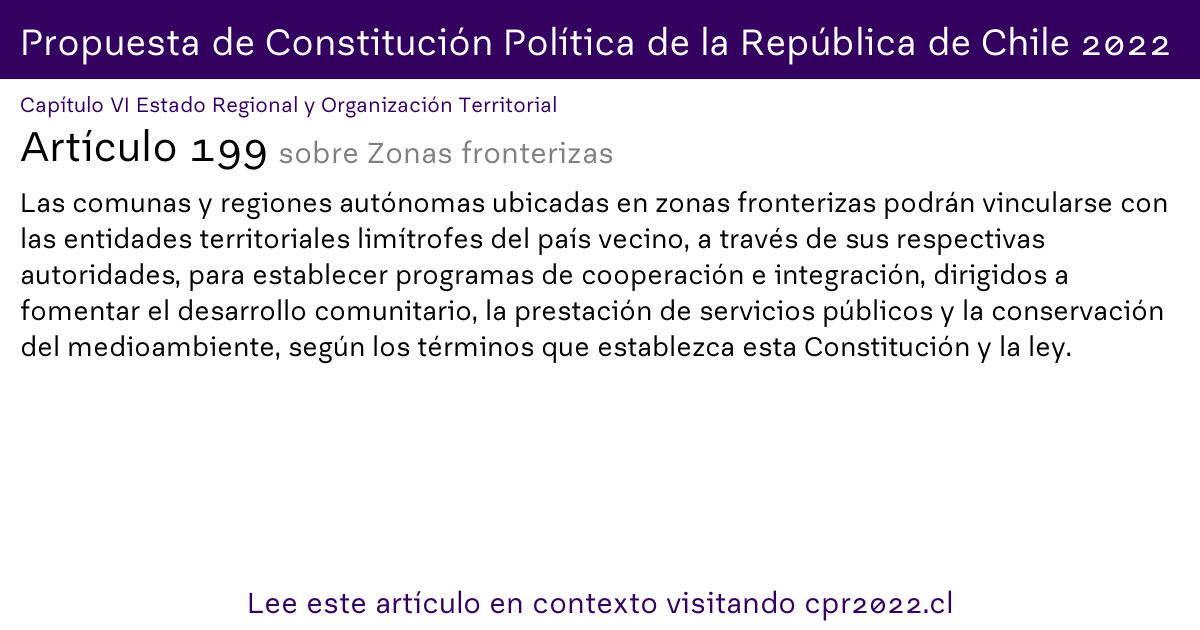 Propuesta de Constitución Política de la República de Chile 2022
Capítulo VI Estado Regional y Organización Territorial
Artículo 199 sobre Zonas fronterizas
Las comunas y regiones autónomas ubicadas en zonas fronterizas podrán vincularse con
las entidades territoriales limítrofes del país vecino, a través de sus respectivas
autoridades, para establecer programas de cooperación e integración, dirigidos a
fomentar el desarrollo comunitario, la prestación de servicios públicos y la conservación
del medioambiente, según los términos que establezca esta Constitución y la ley.
Lee este artículo en contexto visitando cpr2022.cl